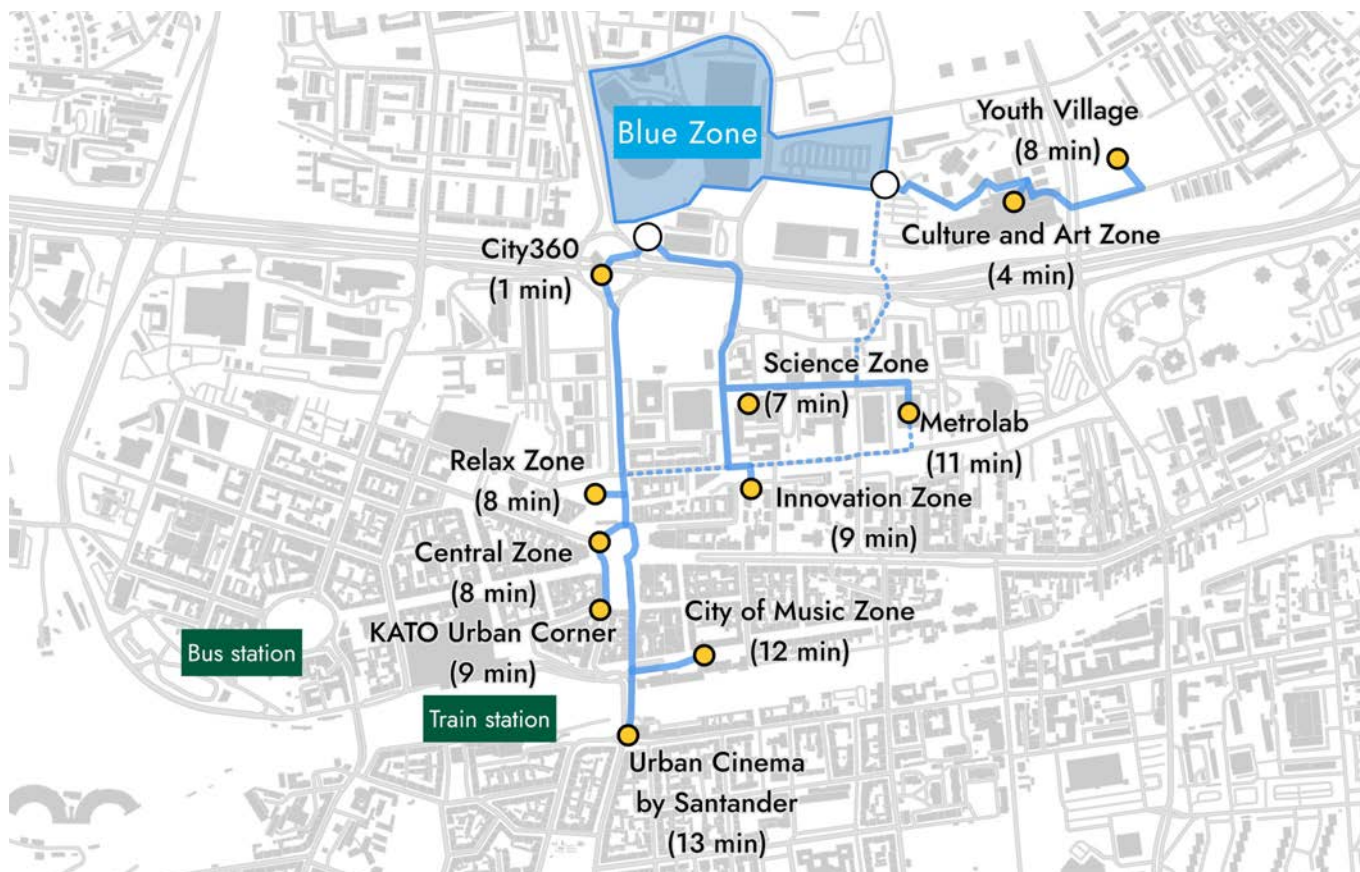 Blue Zone
Youth Village
(8 min)
Culture and Art Zone
(4 min)
City360
(1 min)
Science Zone
(7 min)
Metrolab
(11 min)
Relax Zone
(8 min)
Innovation Zone
(9 min)
Central Zone
(8 min)
KATO Urban Corner
(9 min)
City of Music Zone
(12 min)
Bus station
Train station
Urban Cinema
by Santander
(13 min)